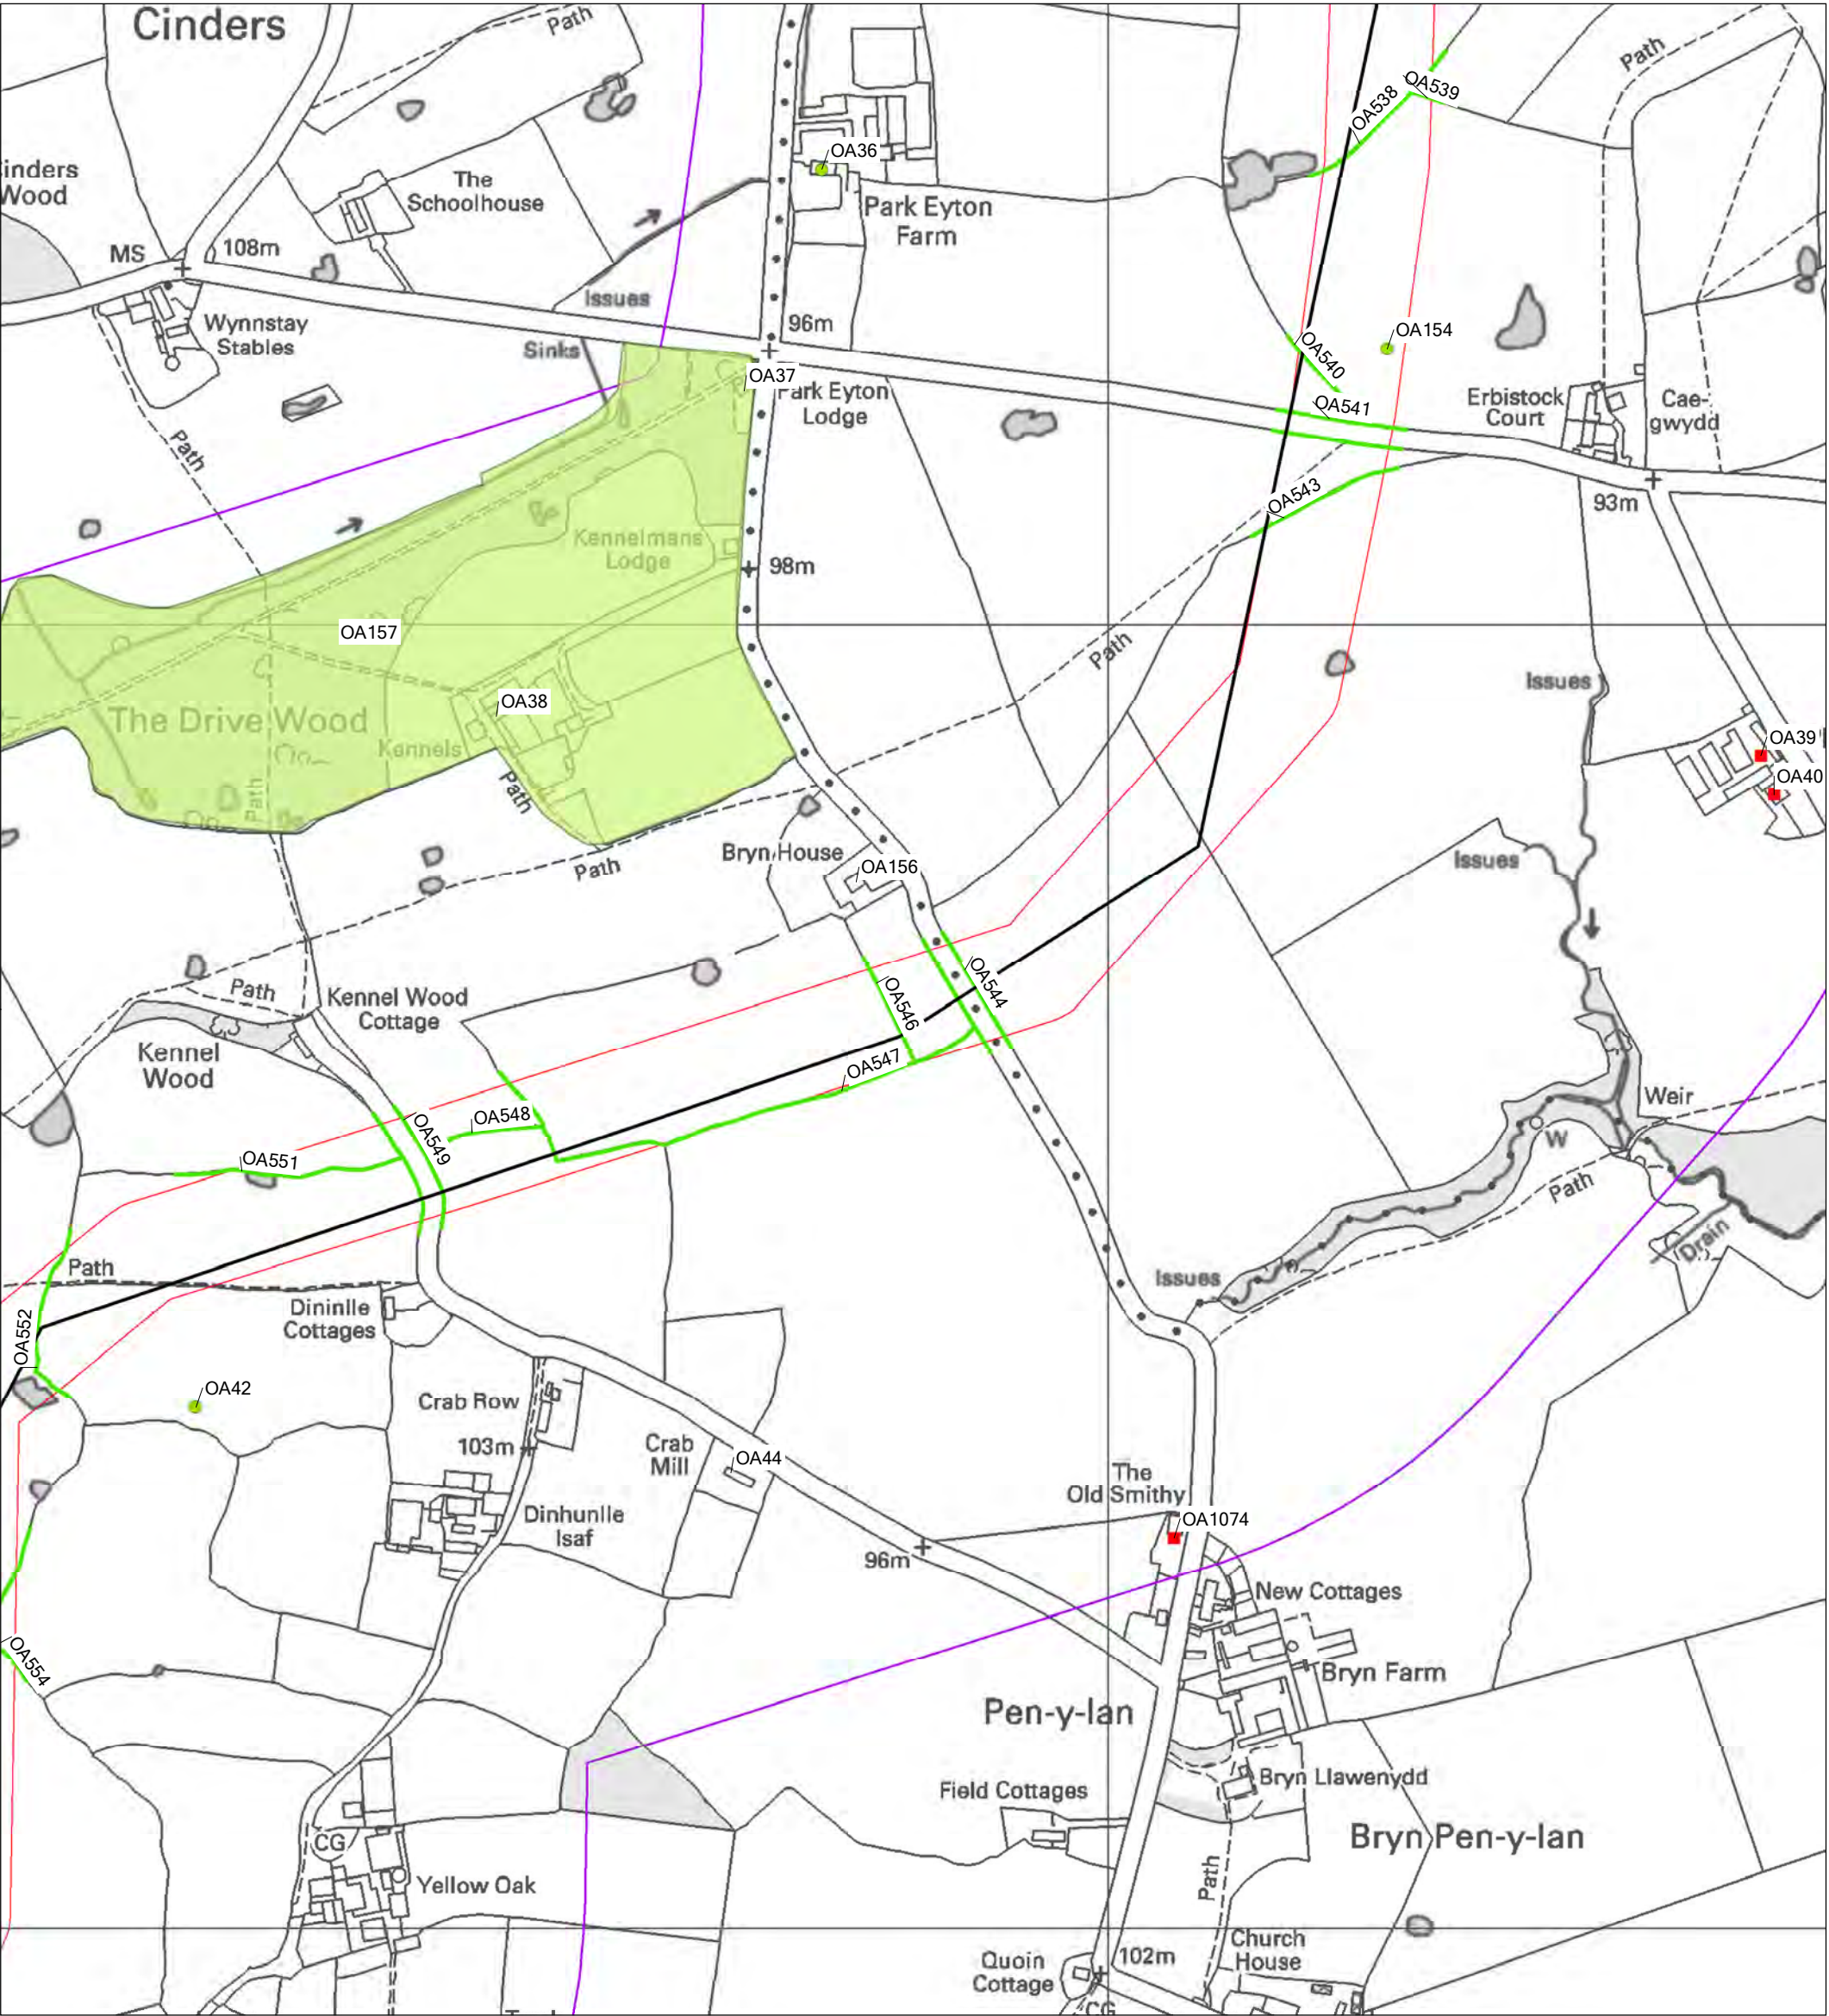 Cinders
Path
Path
OA539
OA538
OA36
inders
Wood
The
Schoolhouse
Park Eyton
Farm
MS
108m
Issues
96m
Wynnstay
Stables
Sinks
OA154
OA540
OA37
Park Eyton
Lodge
OA541
Erbistock
Court
Cae-
gwydd
Path
OA543
93m
Kennelmans
Lodge
98m
OA157
Path
Issues
OA38
The Drive Wood
Kennels
OA39
OA40
Path
Path
Bryn House
OA156
Path
Issues
Path
Kennel Wood
Cottage
OA544
OA546
Kennel
Wood
OA547
Weir
OA548
OA549
W
OA551
Path
Path
Drain
Issues
Dininlle
Cottages
OA552
OA42
Crab Row
103m
Crab
Mill
OA44
The
Old Smithy
OA1074
Dinhunlle
Isaf
96m
New Cottages
OA554
Bryn Farm
Pen-y-lan
Field Cottages
Bryn Llawenydd
CG
Bryn Pen-y-lan
Path
Yellow Oak
Church
House
Quoin
Cottage
102m
CG